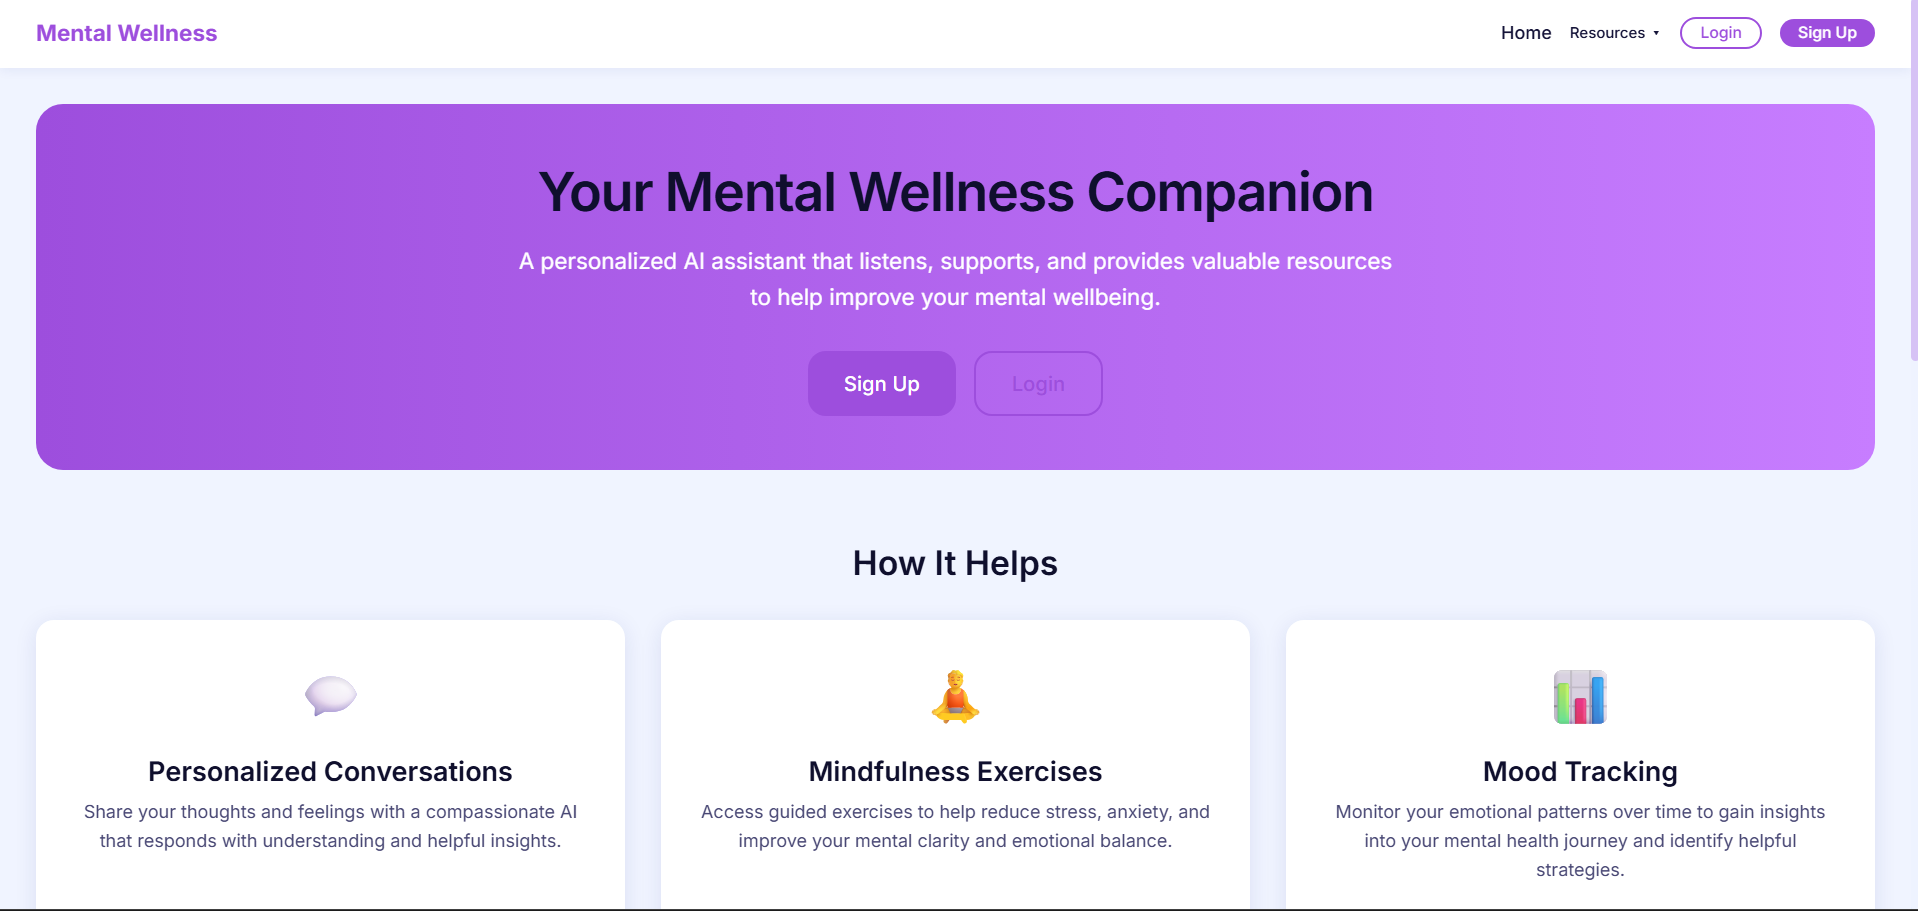 Mental Wellness
Home
Resources ▾
Login
Sign Up
Your Mental Wellness Companion
A personalized AI assistant that listens, supports, and provides valuable resources
to help improve your mental wellbeing.
Sign Up
Login
How It Helps
Personalized Conversations
Share your thoughts and feelings with a compassionate AI
that responds with understanding and helpful insights.
Mindfulness Exercises
Access guided exercises to help reduce stress, anxiety, and
improve your mental clarity and emotional balance.
Mood Tracking
Monitor your emotional patterns over time to gain insights
into your mental health journey and identify helpful
strategies.